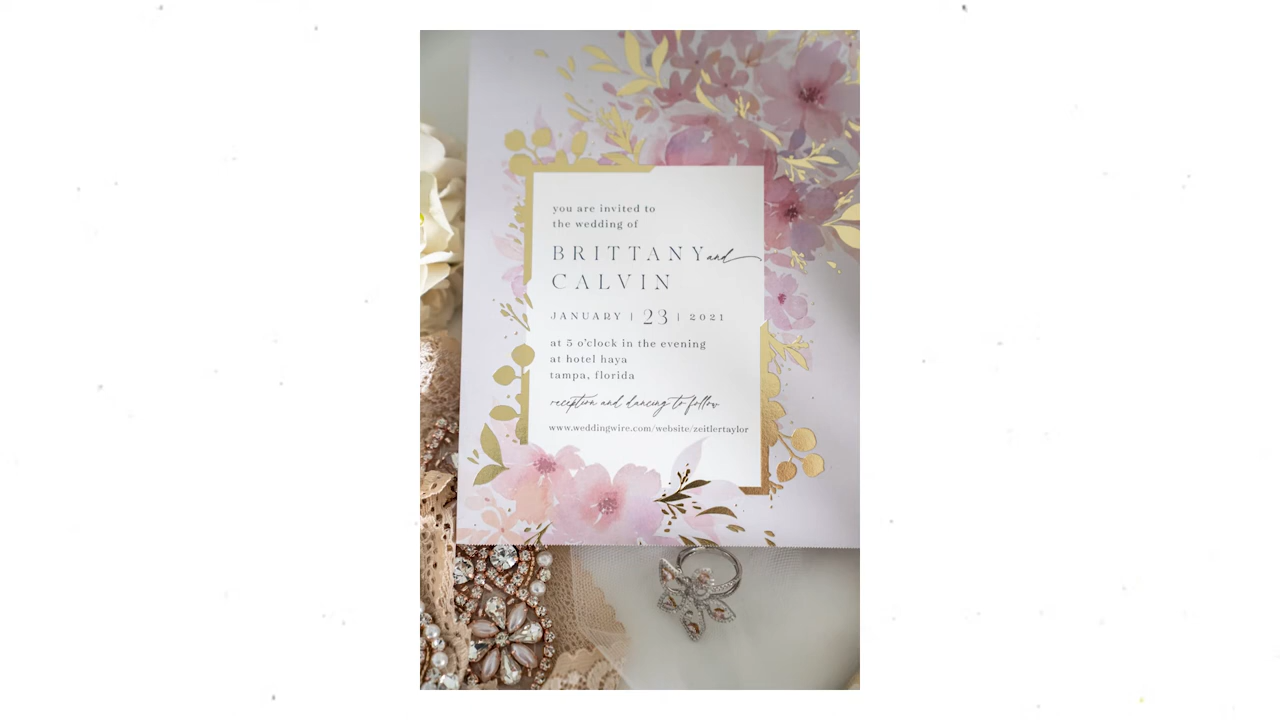 you are invited to
the wedding of
BRITTANY and
CALVIN
JANUARY | 23 | 2021
at 5 o'clock in the evening
at hotel haya
tampa, florida
reception and dancing to follow
www.weddingwire.com/website/zeitlertaylor